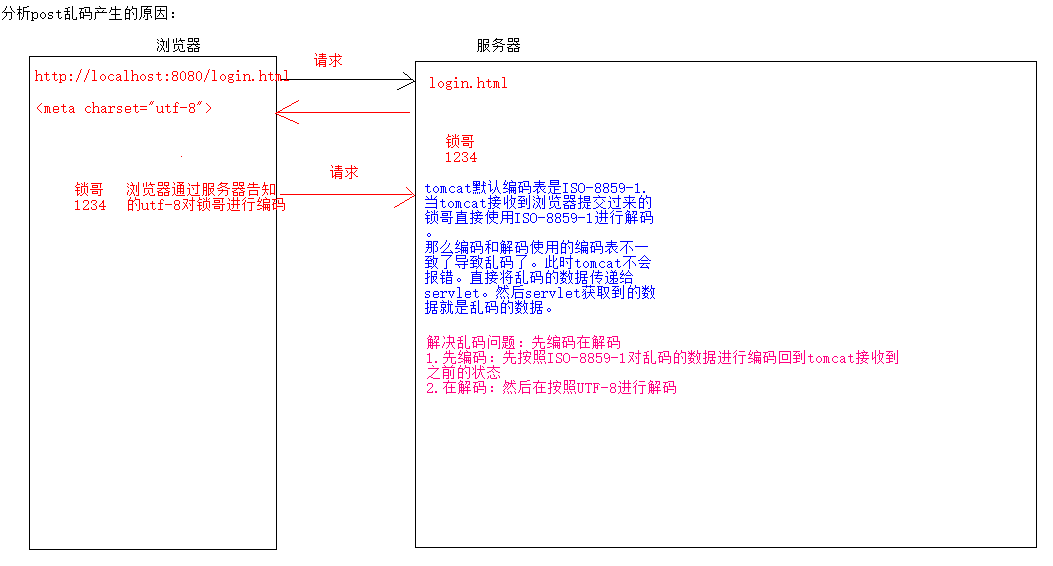 分析post乱码产生的原因：
浏览器
服务器
http://localhost:8080/login.html
请求
login.html
<meta charset="utf-8">
锁哥
1234
请求
锁哥 浏览器通过服务器告知
1234 的utf-8对锁哥进行编码
tomcat默认编码表是ISO-8859-1.
当tomcat接收到浏览器提交过来的
锁哥直接使用ISO-8859-1进行解码
。
那么编码和解码使用的编码表不一
致了导致乱码了。此时tomcat不会
报错。直接将乱码的数据传递给
servlet。然后servlet获取到的数
据就是乱码的数据。
解决乱码问题：先编码在解码
1.先编码：先按照ISO-8859-1对乱码的数据进行编码回到tomcat接收到
之前的状态
2.在解码：然后在按照UTF-8进行解码